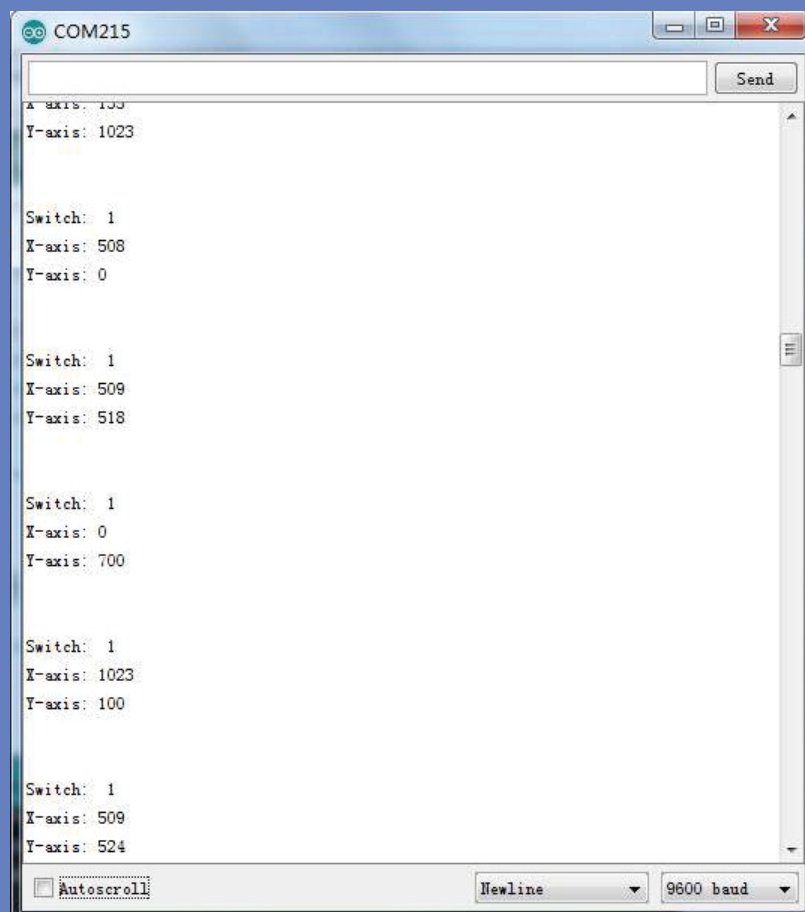 COM215
Send
Y-axis: 1023
Switch: 1
X-axis: 508
Y-axis: 0
Switch: 1
X-axis: 509
Y-axis: 518
Switch: 1
X-axis: 0
Y-axis: 700
Switch: 1
X-axis: 1023
Y-axis: 100
Switch: 1
X-axis: 509
Y-axis: 524
Autoscroll
Newline
9600 baud